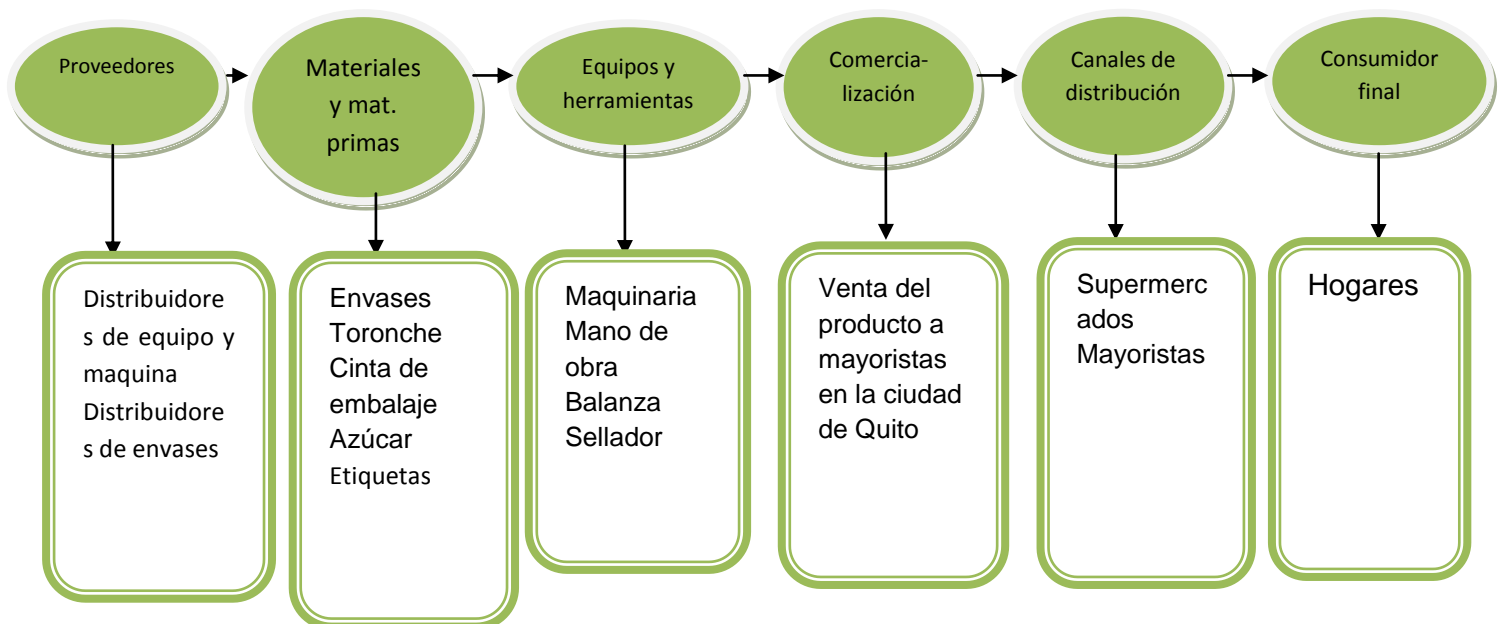 Proveedores
Materiales
y mat.
primas
Equipos y
herramientas
Comercia-
lización
Canales de
distribución
Consumidor
final
Distribuidore
s de equipo y
maquina
Distribuidore
s de envases
Envases
Toronche
Cinta de
embalaje
Azúcar
Etiquetas
Maquinaria
Mano de
obra
Balanza
Sellador
Venta del
producto a
mayoristas
en la ciudad
de Quito
Supermerc
ados
Mayoristas
Hogares